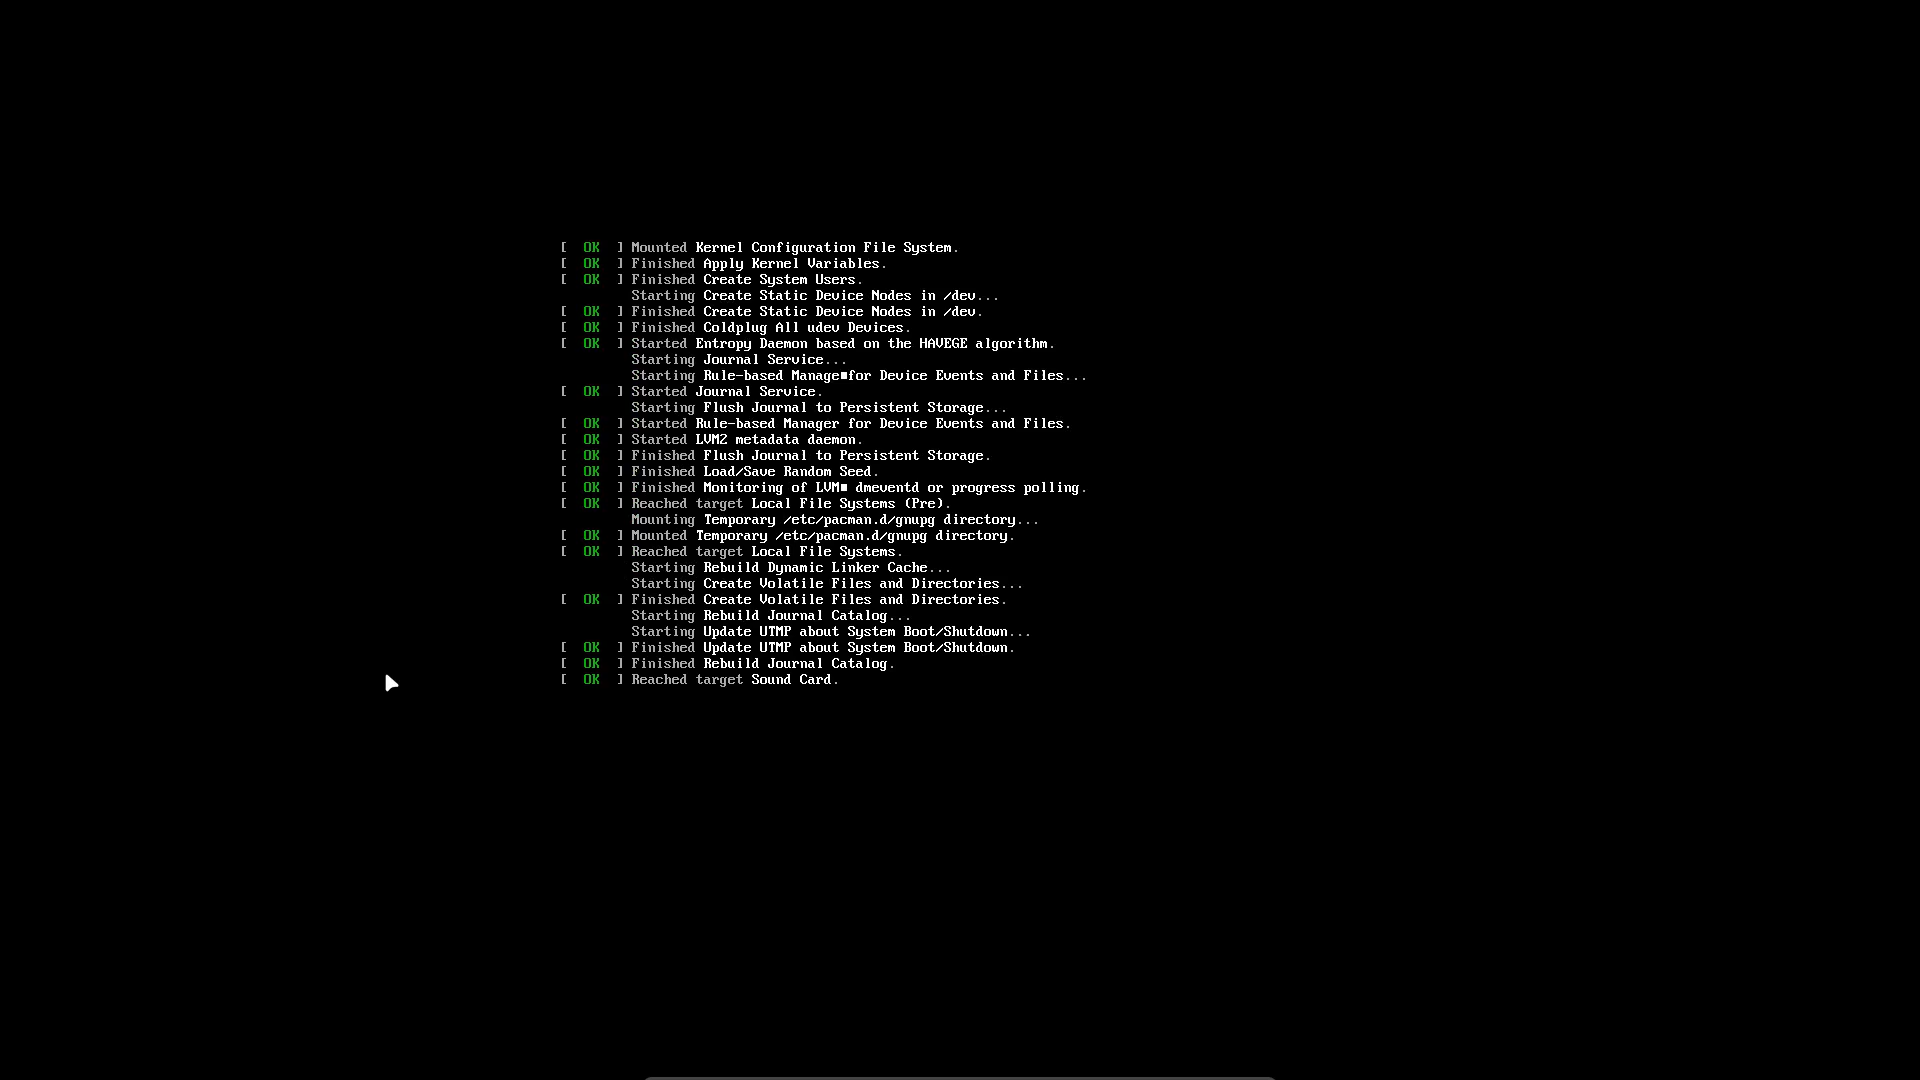 [  OK  ] Mounted Kernel Configuration File System.
[  OK  ] Finished Apply Kernel Variables.
[  OK  ] Finished Create System Users.
         Starting Create Static Device Nodes in /dev...
[  OK  ] Finished Create Static Device Nodes in /dev.
[  OK  ] Finished Coldplug All udev Devices.
[  OK  ] Started Entropy Daemon based on the HAVEGE algorithm.
         Starting Journal Service...
         Starting Rule-based Manage■for Device Events and Files...
[  OK  ] Started Journal Service.
         Starting Flush Journal to Persistent Storage...
[  OK  ] Started Rule-based Manager for Device Events and Files.
[  OK  ] Started LVM2 metadata daemon.
[  OK  ] Finished Flush Journal to Persistent Storage.
[  OK  ] Finished Load/Save Random Seed.
[  OK  ] Finished Monitoring of LVM■ dmeventd or progress polling.
[  OK  ] Reached target Local File Systems (Pre).
         Mounting Temporary /etc/pacman.d/gnupg directory...
[  OK  ] Mounted Temporary /etc/pacman.d/gnupg directory.
[  OK  ] Reached target Local File Systems.
         Starting Rebuild Dynamic Linker Cache...
         Starting Create Volatile Files and Directories...
[  OK  ] Finished Create Volatile Files and Directories.
         Starting Rebuild Journal Catalog...
         Starting Update UTMP about System Boot/Shutdown...
[  OK  ] Finished Update UTMP about System Boot/Shutdown.
[  OK  ] Finished Rebuild Journal Catalog.
[  OK  ] Reached target Sound Card.